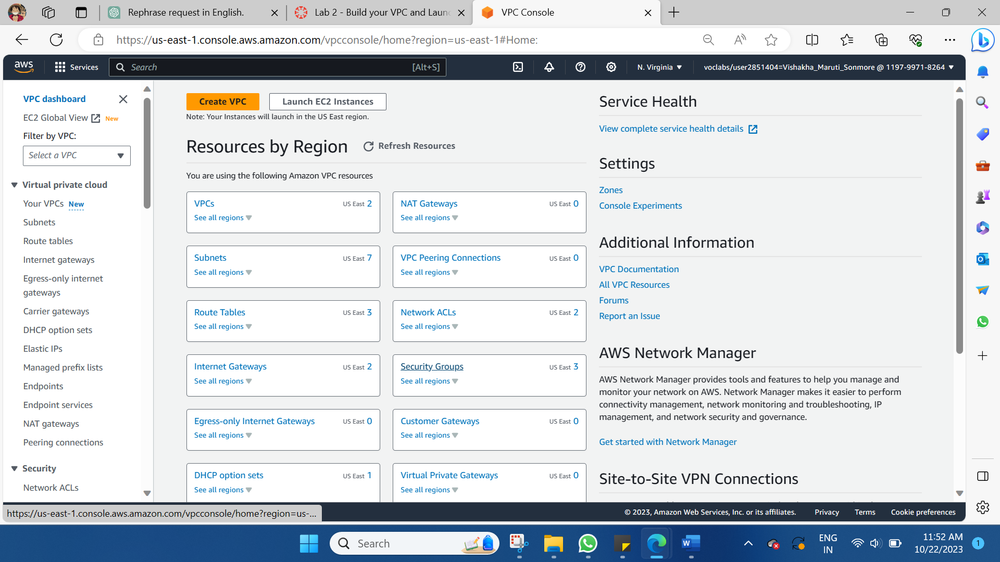 Rephrase request in English.
Lab 2 - Build your VPC and Laun
VPC Console
https://us-east-1.console.aws.amazon.com/vpcconsole/home?region=us-east-1#Home:
aws
Services
Search
[Alt+S]
N. Virginia
voclabs/user2851404=Vishakha_Maruti_Sonmore @ 1197-9971-8264
VPC dashboard
EC2 Global View New
Filter by VPC:
Select a VPC
Virtual private cloud
Your VPCs New
Subnets
Route tables
Internet gateways
Egress-only internet
gateways
Carrier gateways
DHCP option sets
Elastic IPs
Managed prefix lists
Endpoints
Endpoint services
NAT gateways
Peering connections
Security
Network ACLs
Create VPC
Launch EC2 Instances
Note: Your Instances will launch in the US East region.
Resources by Region
Refresh Resources
You are using the following Amazon VPC resources
VPCs US East 2
See all regions
NAT Gateways US East 0
See all regions
Subnets US East 7
See all regions
VPC Peering Connections US East 0
See all regions
Route Tables US East 3
See all regions
Network ACLs US East 2
See all regions
Internet Gateways US East 2
See all regions
Security Groups US East 3
See all regions
Egress-only Internet Gateways US East 0
See all regions
Customer Gateways US East 0
See all regions
DHCP option sets US East 1
See all regions
Virtual Private Gateways US East 0
See all regions
Service Health
View complete service health details
Settings
Zones
Console Experiments
Additional Information
VPC Documentation
All VPC Resources
Forums
Report an Issue
AWS Network Manager
AWS Network Manager provides tools and features to help you manage and
monitor your network on AWS. Network Manager makes it easier to perform
connectivity management, network monitoring and troubleshooting, IP
management, and network security and governance.
Get started with Network Manager
Site-to-Site VPN Connections
https://us-east-1.console.aws.amazon.com/vpcconsole/home?region=us-...
© 2023, Amazon Web Services, Inc. or its affiliates.
Privacy
Terms
Cookie preferences
Search
ENG
IN
11:52 AM
10/22/2023
1